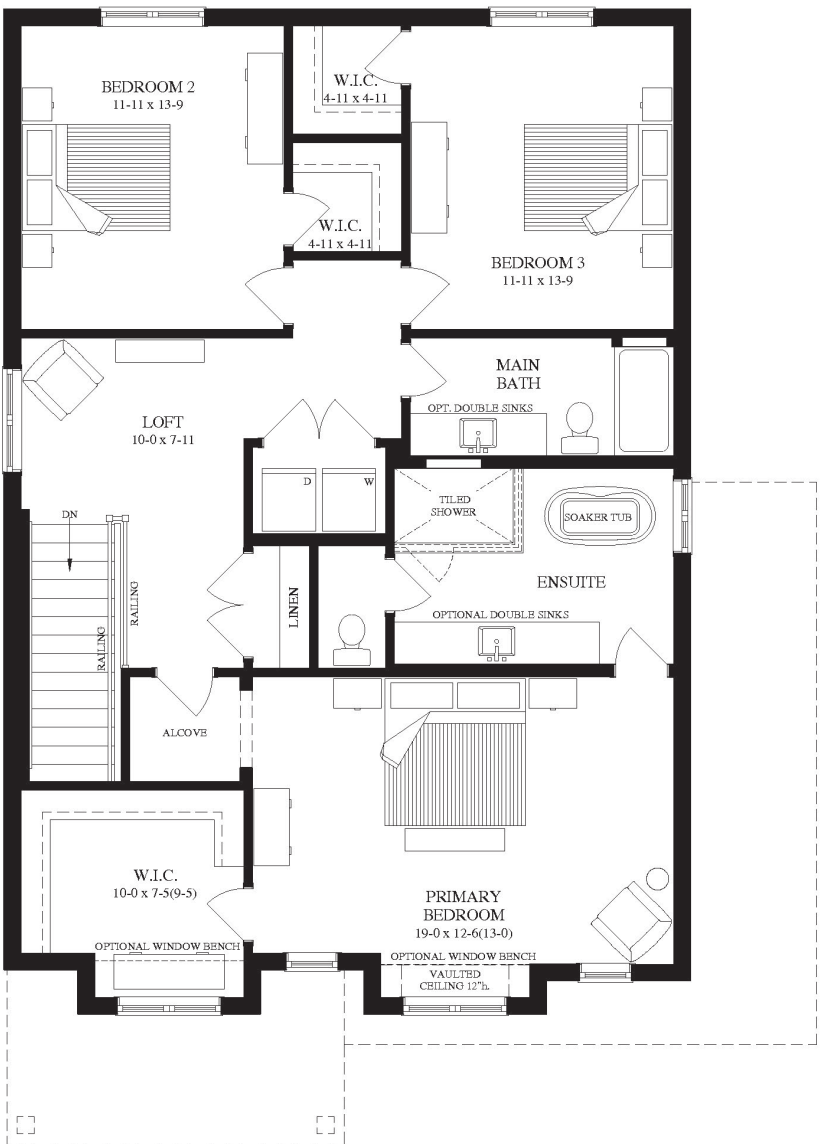 BEDROOM 2
11-11 x 13-9
W.I.C.
4-11 x 4-11
W.I.C.
4-11 x 4-11
BEDROOM 3
11-11 x 13-9
MAIN
BATH
OPT. DOUBLE SINKS
LOFT
10-0 x 7-11
D
W
TILED
SHOWER
SOAKER TUB
DN
ENSUITE
LINEN
RAILING
RAILING
OPTIONAL DOUBLE SINKS
ALCOVE
W.I.C.
10-0 x 7-5(9-5)
OPTIONAL WINDOW BENCH
PRIMARY
BEDROOM
19-0 x 12-6(13-0)
OPTIONAL WINDOW BENCH
VAULTED
CEILING 12"h.